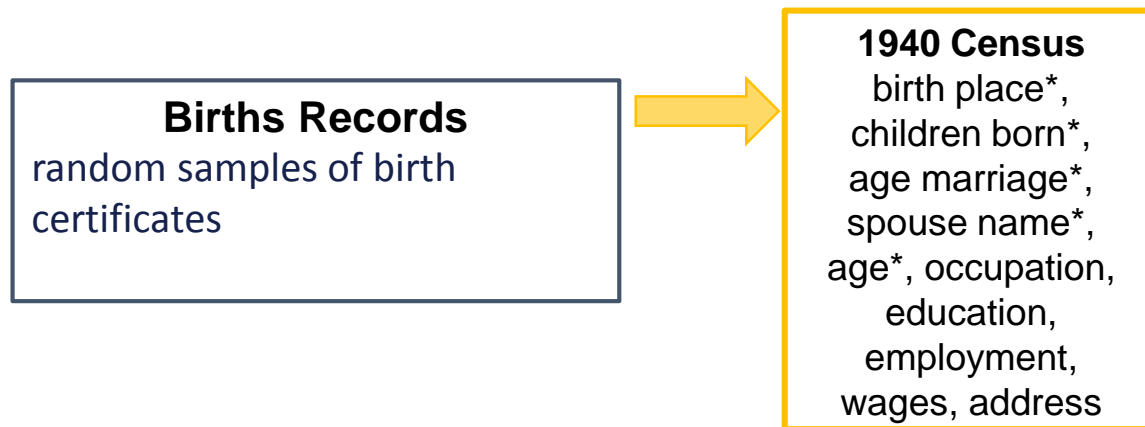 Births Records
random samples of birth
certificates
1940 Census
birth place*,
children born*,
age marriage*,
spouse name*,
age*, occupation,
education,
employment,
wages, address